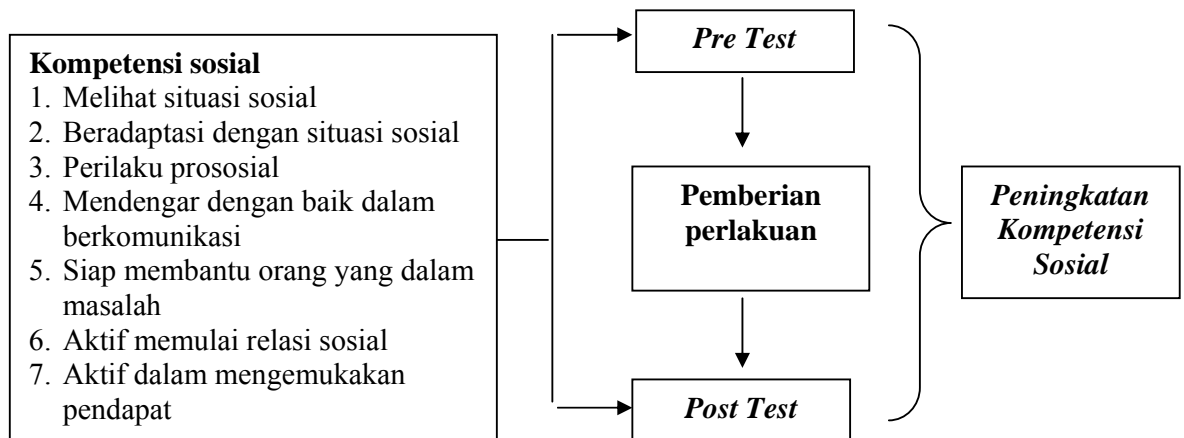 Kompetensi sosial
1. Melihat situasi sosial
2. Beradaptasi dengan situasi sosial
3. Perilaku prososial
4. Mendengar dengan baik dalam
berkomunikasi
5. Siap membantu orang yang dalam
masalah
6. Aktif memulai relasi sosial
7. Aktif dalam mengemukakan
pendapat
Pre Test
Pemberian
perlakuan
Post Test
Peningkatan
Kompetensi
Sosial